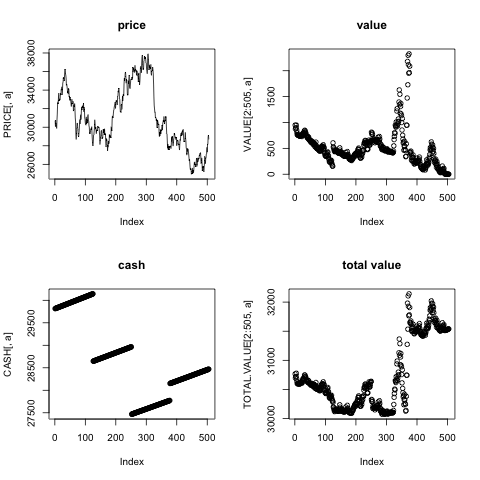 price
PRICE[, a]
38000
34000
30000
26000
0 100 200 300 400 500
Index
value
VALUE[2:505, a]
1500
500
0
0 100 200 300 400 500
Index
cash
CASH[, a]
29500
28500
27500
0 100 200 300 400 500
Index
total value
TOTAL.VALUE[2:505, a]
32000
31000
30000
0 100 200 300 400 500
Index